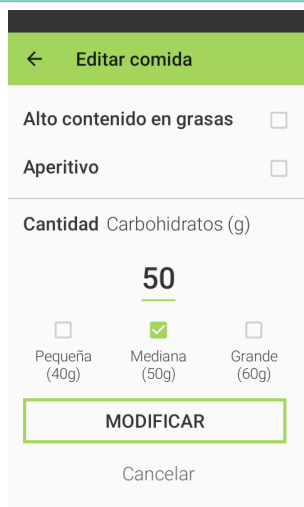 Editar comida
Alto contenido en grasas
Aperitivo
Cantidad Carbohidratos (g)
50
Pequeña Mediana Grande
(40g) (50g) (60g)
MODIFICAR
Cancelar